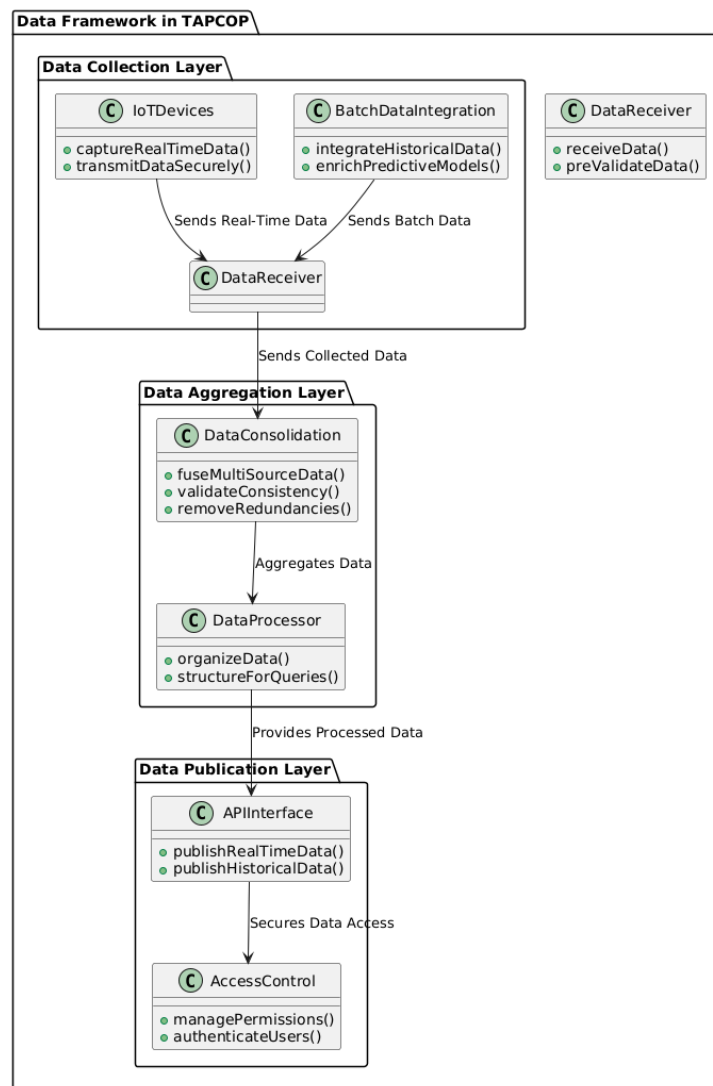 Data Framework in TAPCOP
Data Collection Layer
C IoTDevices
captureRealTimeData()
transmitDataSecurely()
C BatchDataIntegration
integrateHistoricalData()
enrichPredictiveModels()
C DataReceiver
receiveData()
preValidateData()
Sends Real-Time Data
Sends Batch Data
C DataReceiver
Sends Collected Data
Data Aggregation Layer
C DataConsolidation
fuseMultiSourceData()
validateConsistency()
removeRedundancies()
Aggregates Data
C DataProcessor
organizeData()
structureForQueries()
Provides Processed Data
Data Publication Layer
C APIInterface
publishRealTimeData()
publishHistoricalData()
Secures Data Access
C AccessControl
managePermissions()
authenticateUsers()